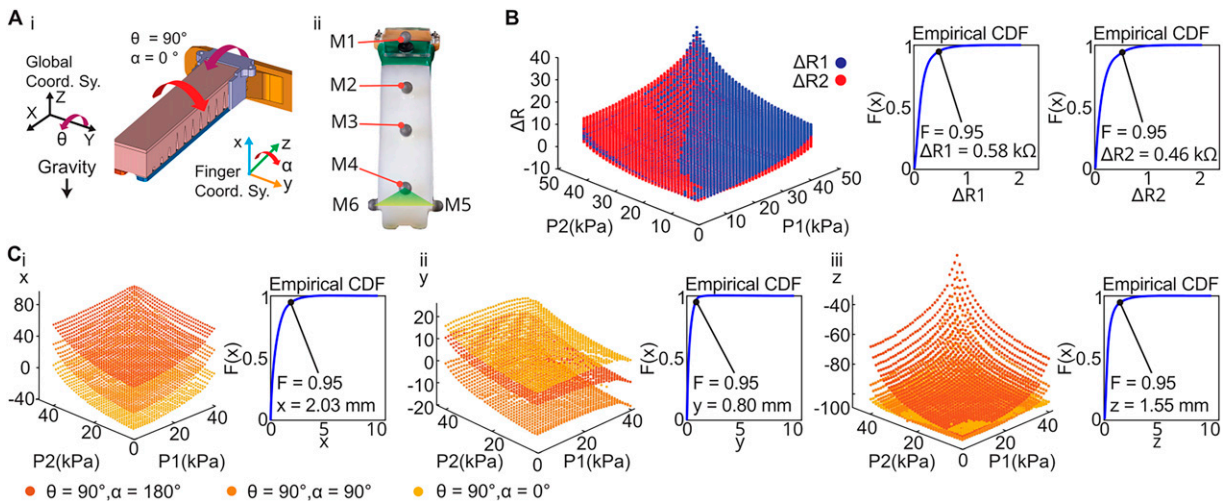 A
i
θ = 90°
α = 0 °
Global
Coord. Sy.
Z
X
θ
Y
Gravity
x
z
α
y
Finger
Coord. Sy.
ii
M1
M2
M3
M4
M6
M5
B
ΔR1
ΔR2
ΔR
40
30
20
10
0
-10
50
40
30
20
10
0
10
20
30
40
50
P2(kPa)
P1(kPa)
Empirical CDF
F(x)
1
0.5
0
F = 0.95
ΔR1 = 0.58 kΩ
0 1 2
ΔR1
Empirical CDF
F(x)
1
0.5
0
F = 0.95
ΔR2 = 0.46 kΩ
0 1 2
ΔR2
C
i
x
80
40
0
-40
40
20
0
20
40
P2(kPa)
P1(kPa)
Empirical CDF
F(x)
1
0.5
0
F = 0.95
x = 2.03 mm
0 5 10
x
ii
y
20
10
0
-10
-20
40
20
0
20
40
P2(kPa)
P1(kPa)
Empirical CDF
F(x)
1
0.5
0
F = 0.95
y = 0.80 mm
0 5 10
y
iii
z
-40
-60
-80
-100
40
20
0
20
40
P2(kPa)
P1(kPa)
Empirical CDF
F(x)
1
0.5
0
F = 0.95
z = 1.55 mm
0 5 10
z
θ = 90°,α = 180°
θ = 90°,α = 90°
θ = 90°,α = 0°